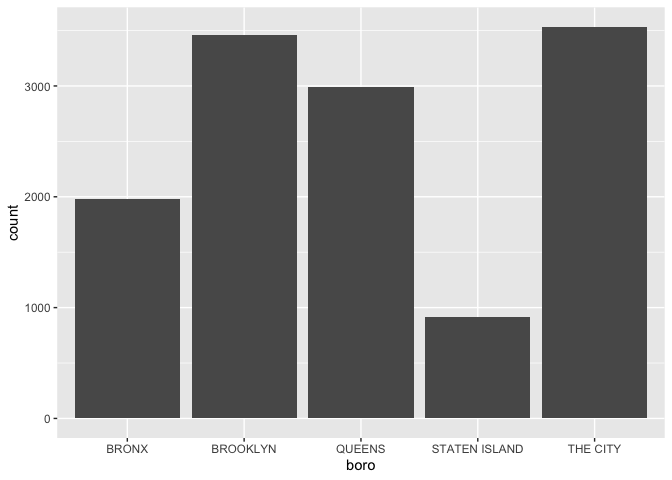 count
3000
2000
1000
0
BRONX BROOKLYN QUEENS STATEN ISLAND THE CITY
boro